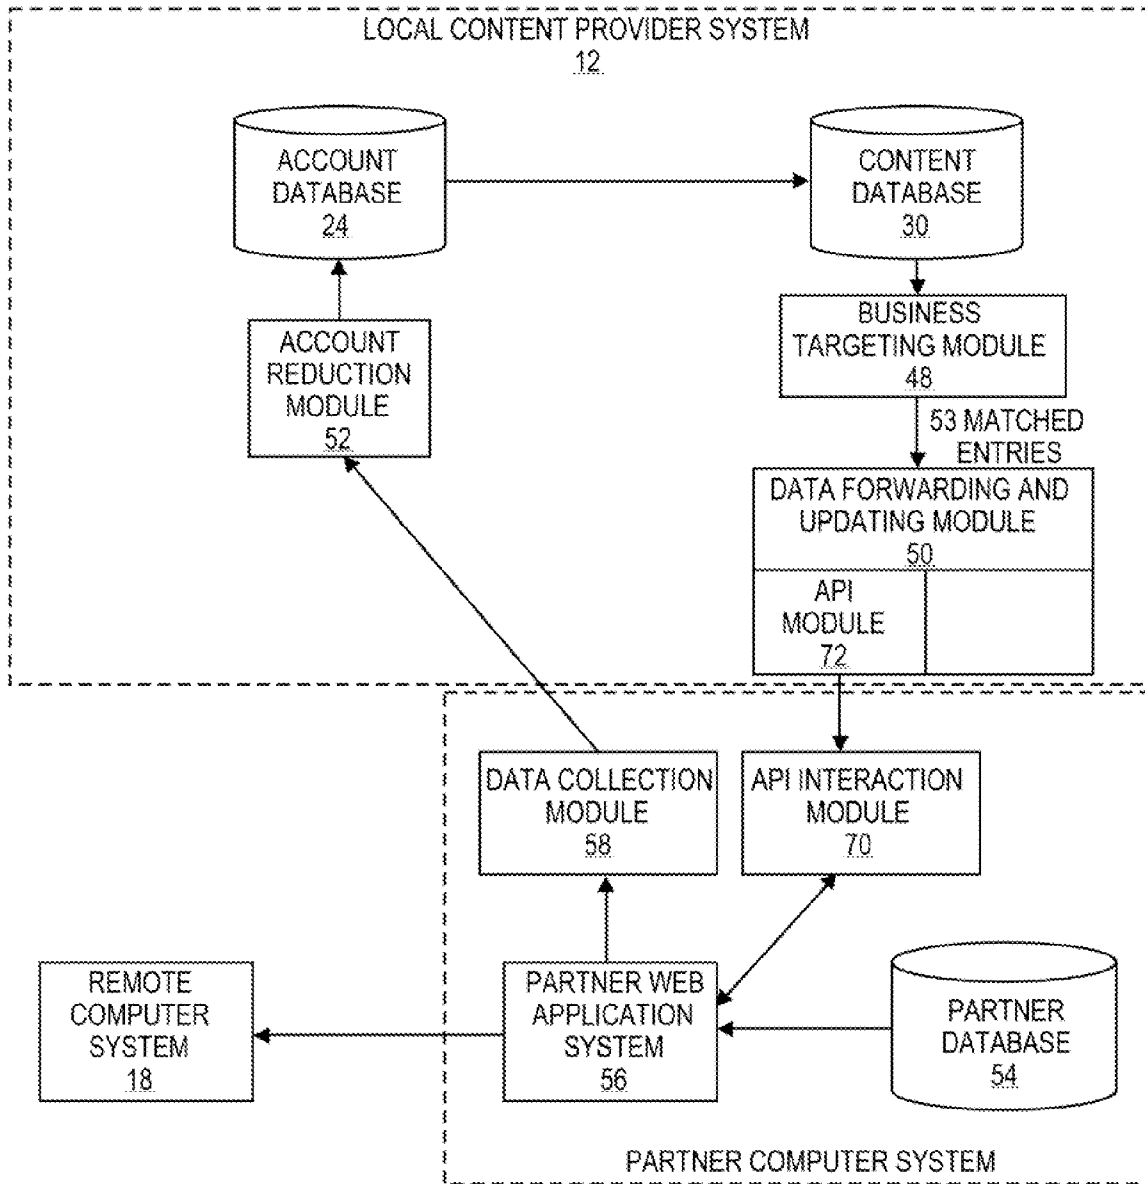 LOCAL CONTENT PROVIDER SYSTEM
12
ACCOUNT
DATABASE
24
CONTENT
DATABASE
30
ACCOUNT
REDUCTION
MODULE
52
BUSINESS
TARGETING MODULE
48
53 MATCHED
ENTRIES
DATA FORWARDING AND
UPDATING MODULE
50
API
MODULE
72
DATA COLLECTION
MODULE
58
API INTERACTION
MODULE
70
REMOTE
COMPUTER
SYSTEM
18
PARTNER WEB
APPLICATION
SYSTEM
56
PARTNER
DATABASE
54
PARTNER COMPUTER SYSTEM